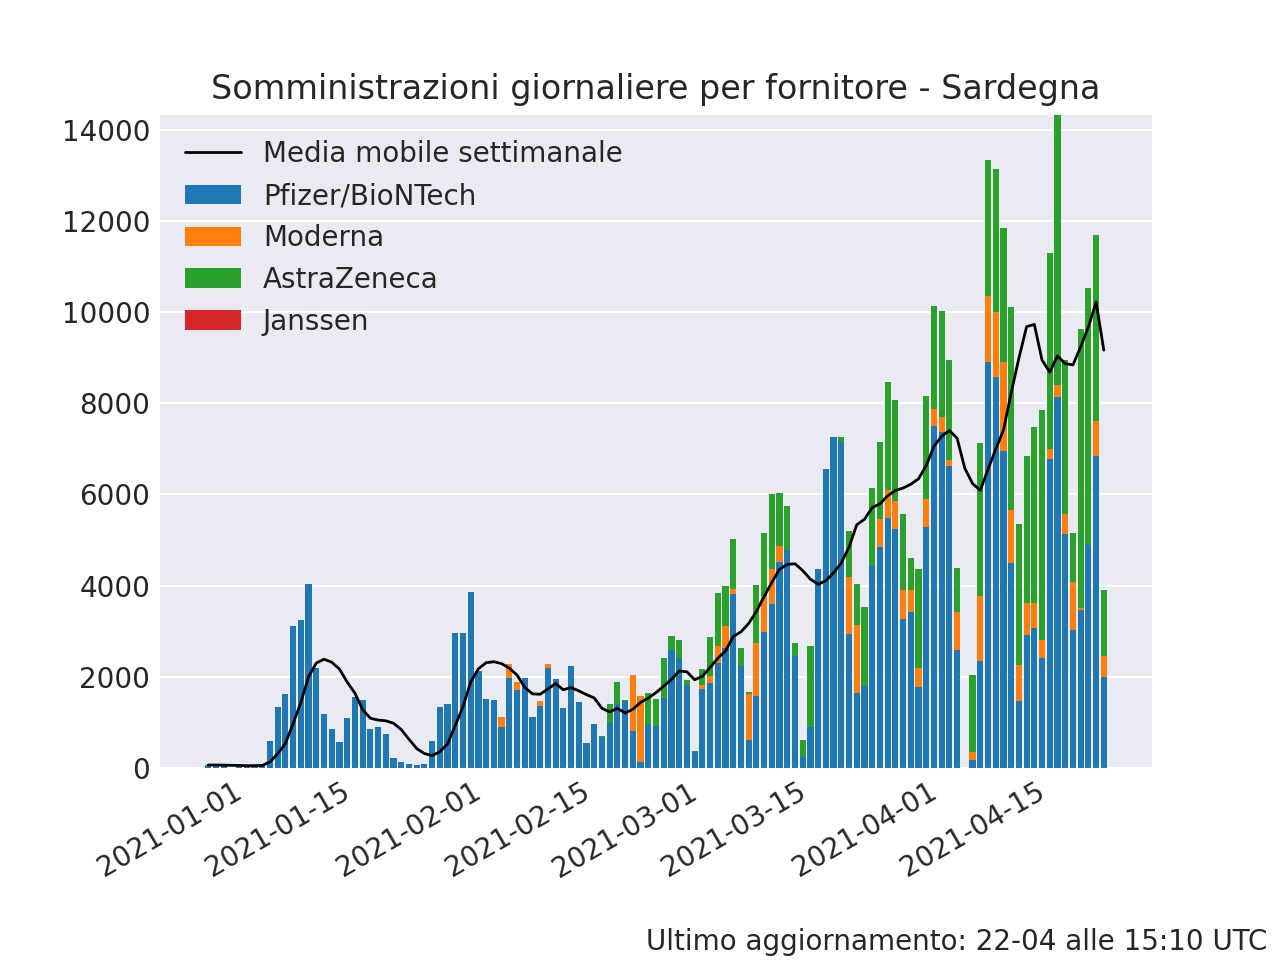 Somministrazioni giornaliere per fornitore - Sardegna
14000
12000
10000
8000
6000
4000
2000
0
Media mobile settimanale
Pfizer/BioNTech
Moderna
AstraZeneca
Janssen
2021-01-01
2021-01-15
2021-02-01
2021-02-15
2021-03-01
2021-03-15
2021-04-01
2021-04-15
Ultimo aggiornamento: 22-04 alle 15:10 UTC